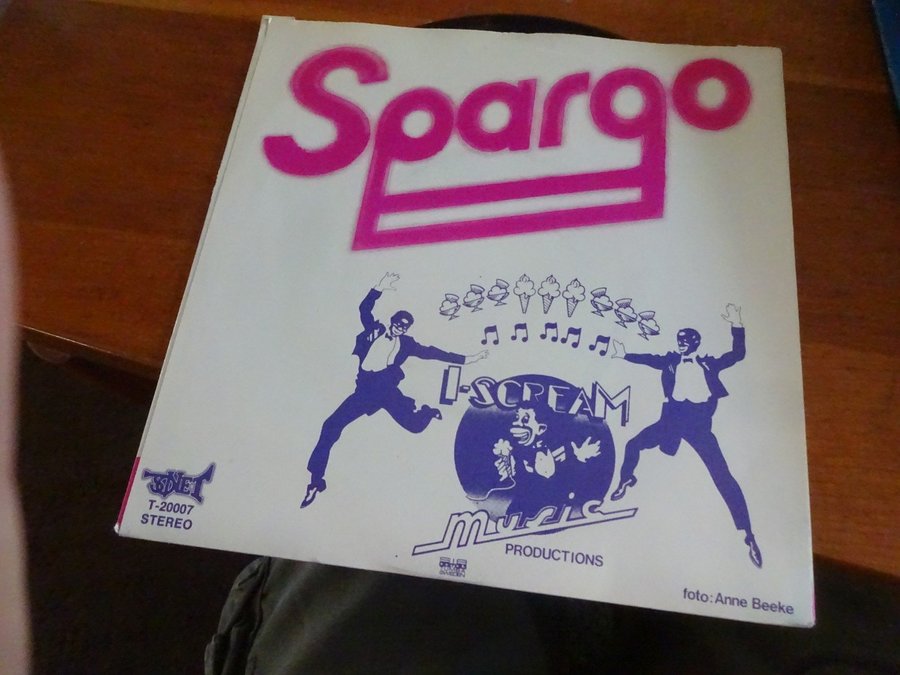 Spargo
I-SCREAM
Music
PRODUCTIONS
T-20007
STEREO
foto: Anne Beeke